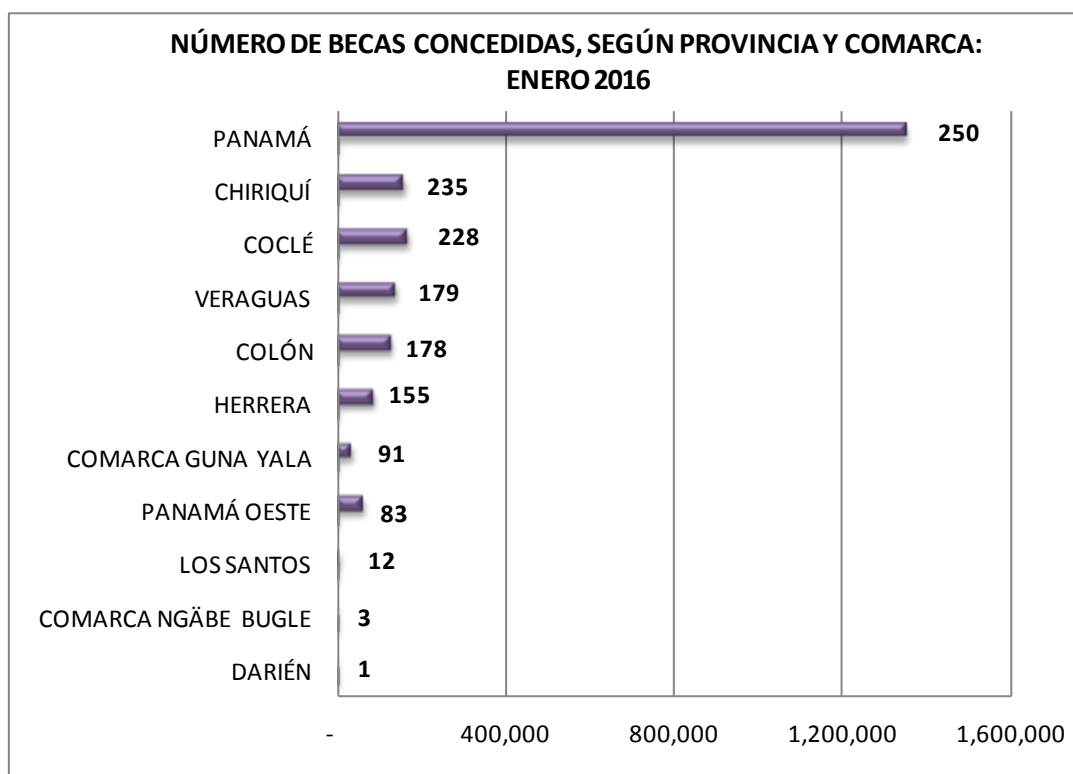 NÚMERO DE BECAS CONCEDIDAS, SEGÚN PROVINCIA Y COMARCA:
ENERO 2016
PANAMÁ 250
CHIRIQUÍ 235
COCLÉ 228
VERAGUAS 179
COLÓN 178
HERRERA 155
COMARCA GUNA YALA 91
PANAMÁ OESTE 83
LOS SANTOS 12
COMARCA NGÄBE BUGLE 3
DARIÉN 1
- 400,000 800,000 1,200,000 1,600,000